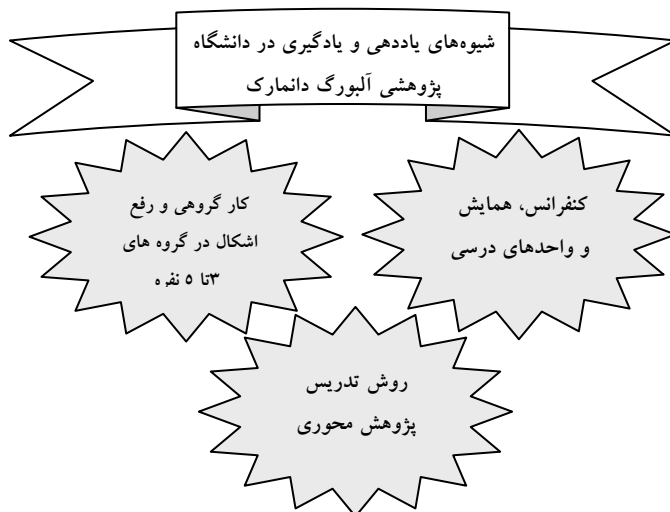 شیوه‌های یاددهی و یادگیری در دانشگاه
پژوهشی آلبورگ دانمارک
کنفرانس، همایش
و واحدهای درسی
کار گروهی و رفع
اشکال در گروه های
۳تا ۵ نفره
روش تدریس
پژوهش محوری